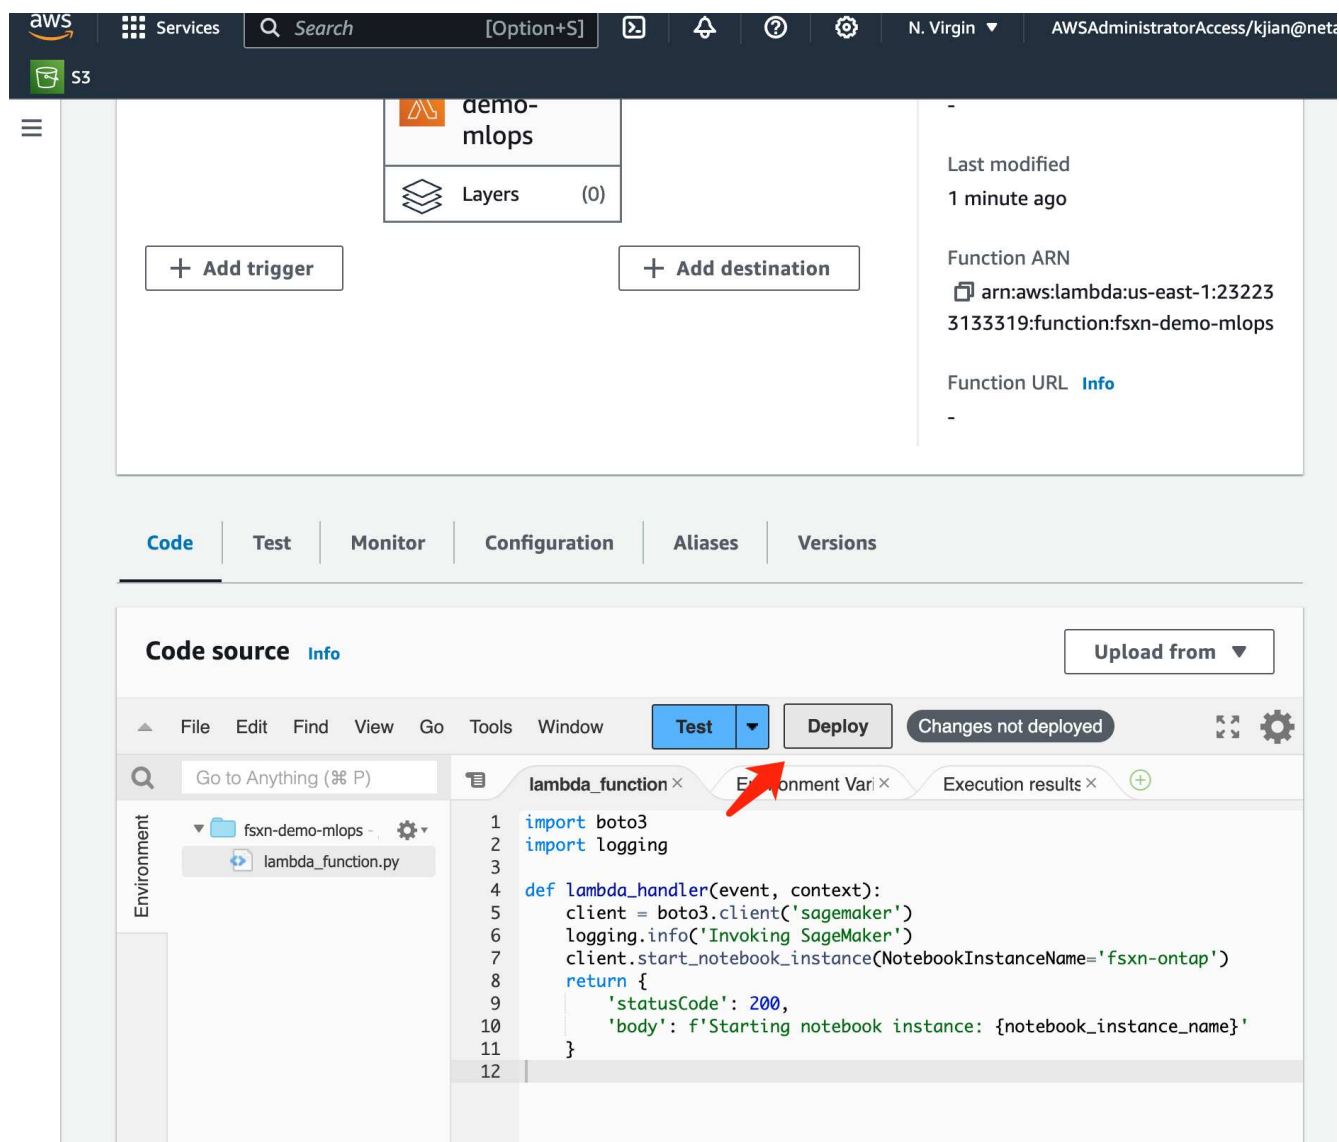 aws
Services
Search [Option+S]
N. Virgin ▼
AWSAdministratorAccess/kjian@neta
S3
demo-
mlops
Layers (0)
+ Add trigger
+ Add destination
-
Last modified
1 minute ago
Function ARN
arn:aws:lambda:us-east-1:23223
3133319:function:fsxn-demo-mlops
Function URL Info
-
Code Test Monitor Configuration Aliases Versions
Code source Info
Upload from ▼
File Edit Find View Go Tools Window Test Deploy Changes not deployed
Go to Anything (⌘ P)
lambda_function × Environment Vari × Execution results ×
Environment
fsxn-demo-mlops -
lambda_function.py
1 import boto3
2 import logging
3
4 def lambda_handler(event, context):
5     client = boto3.client('sagemaker')
6     logging.info('Invoking SageMaker')
7     client.start_notebook_instance(NotebookInstanceName='fsxn-ontap')
8     return {
9         'statusCode': 200,
10         'body': f'Starting notebook instance: {notebook_instance_name}'
11     }
12